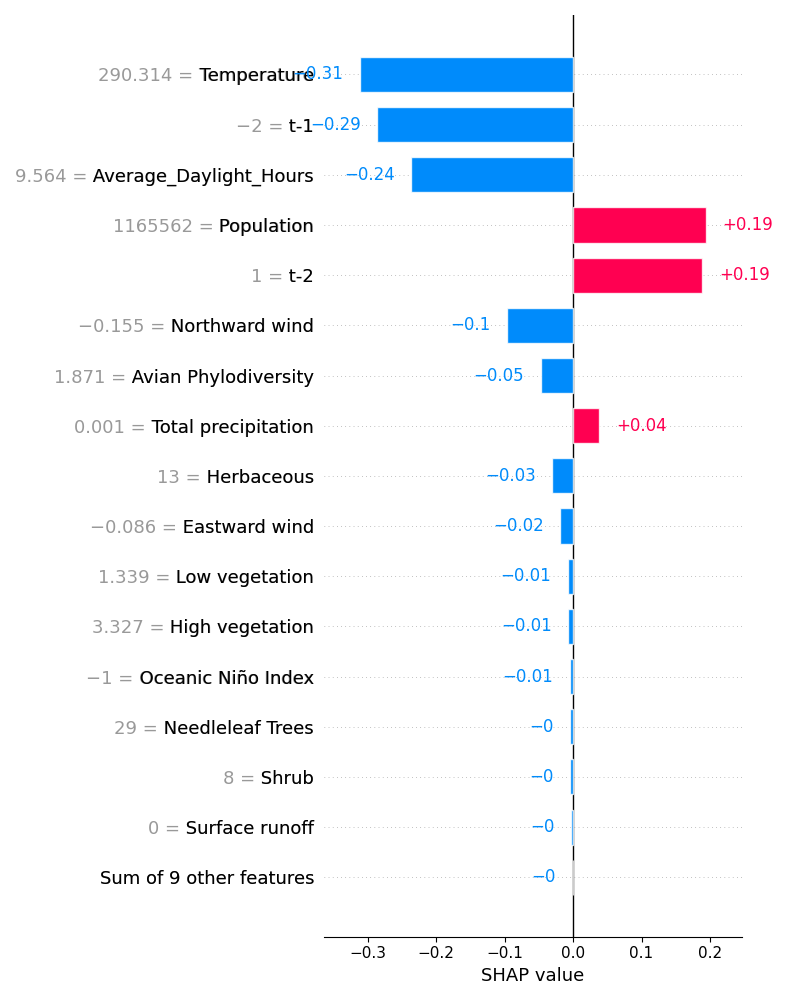 290.314 = Temperature −0.31
−2 = t-1 −0.29
9.564 = Average_Daylight_Hours −0.24
1165562 = Population +0.19
1 = t-2 +0.19
−0.155 = Northward wind −0.1
1.871 = Avian Phylodiversity −0.05
0.001 = Total precipitation +0.04
13 = Herbaceous −0.03
−0.086 = Eastward wind −0.02
1.339 = Low vegetation −0.01
3.327 = High vegetation −0.01
−1 = Oceanic Niño Index −0.01
29 = Needleleaf Trees −0
8 = Shrub −0
0 = Surface runoff −0
Sum of 9 other features −0
−0.3 −0.2 −0.1 0.0 0.1 0.2
SHAP value